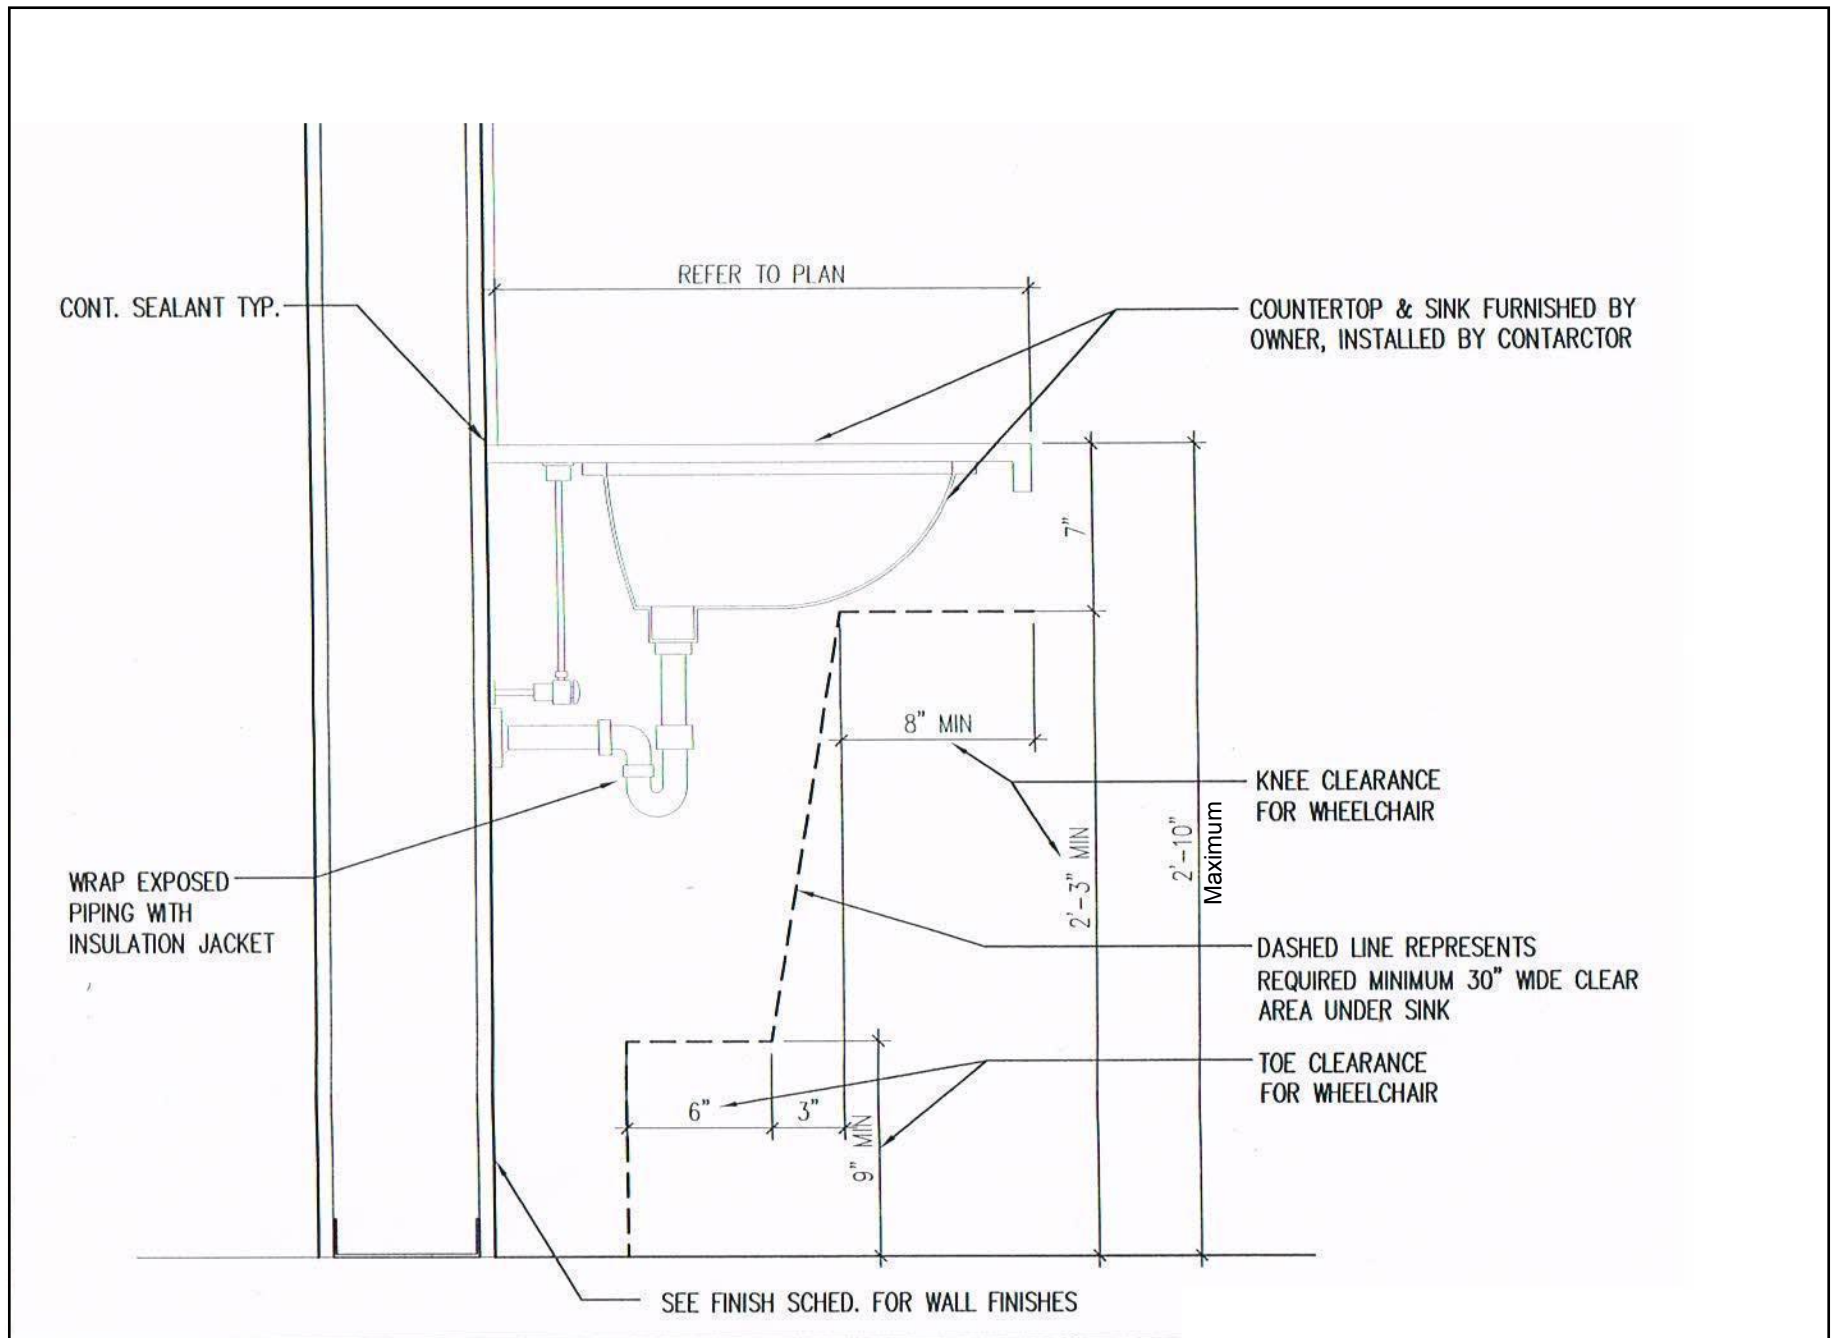 REFER TO PLAN
CONT. SEALANT TYP.
COUNTERTOP & SINK FURNISHED BY
OWNER, INSTALLED BY CONTARCTOR
7"
8" MIN
KNEE CLEARANCE
FOR WHEELCHAIR
2'-3" MIN
2'-10"
Maximum
WRAP EXPOSED
PIPING WITH
INSULATION JACKET
DASHED LINE REPRESENTS
REQUIRED MINIMUM 30" WIDE CLEAR
AREA UNDER SINK
TOE CLEARANCE
FOR WHEELCHAIR
6"
3"
9" MIN
SEE FINISH SCHED. FOR WALL FINISHES